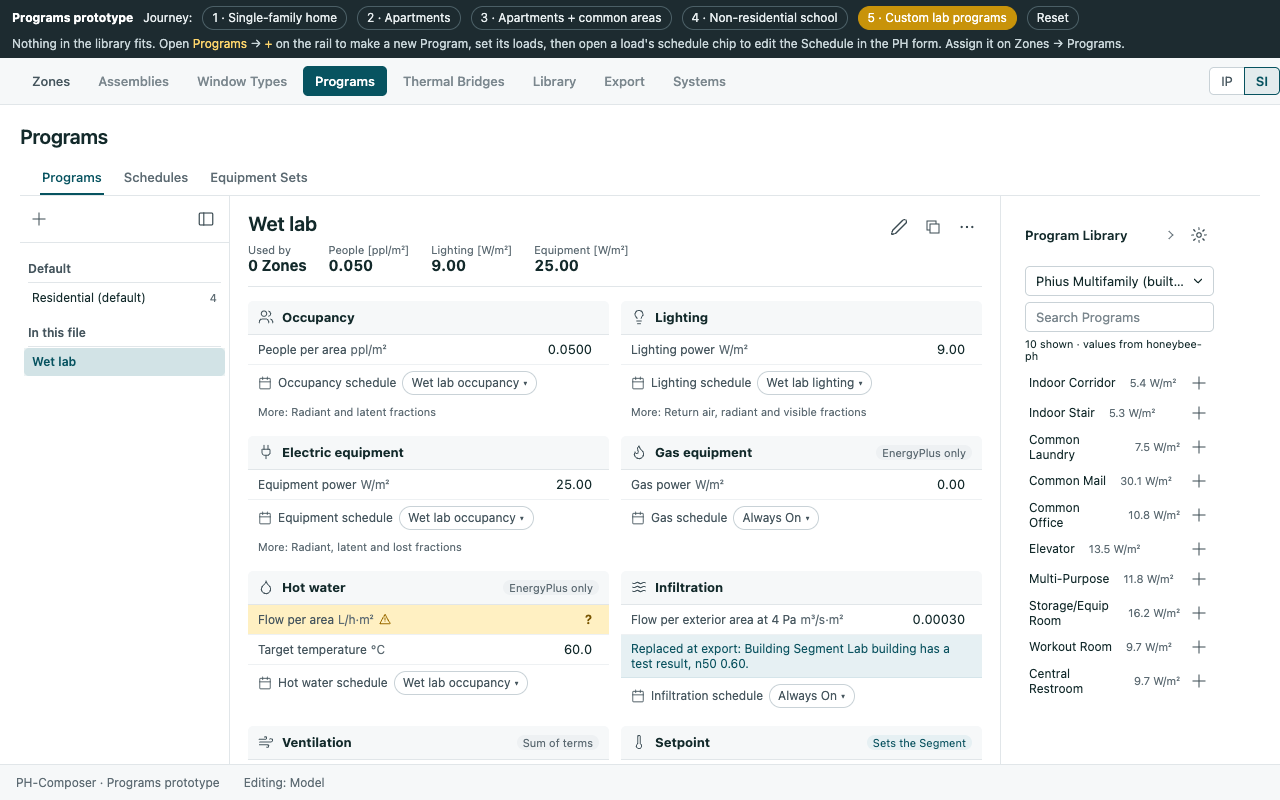 Programs prototype Journey: 1 · Single-family home 2 · Apartments 3 · Apartments + common areas 4 · Non-residential school 5 · Custom lab programs Reset
Nothing in the library fits. Open Programs → + on the rail to make a new Program, set its loads, then open a load's schedule chip to edit the Schedule in the PH form. Assign it on Zones → Programs.
Zones Assemblies Window Types Programs Thermal Bridges Library Export Systems IP SI
Programs
Programs Schedules Equipment Sets
Default
Residential (default) 4
In this file
Wet lab
Wet lab
Used by People [ppl/m²] Lighting [W/m²] Equipment [W/m²]
0 Zones 0.050 9.00 25.00
Occupancy
People per area ppl/m² 0.0500
Occupancy schedule Wet lab occupancy
More: Radiant and latent fractions
Lighting
Lighting power W/m² 9.00
Lighting schedule Wet lab lighting
More: Return air, radiant and visible fractions
Electric equipment
Equipment power W/m² 25.00
Equipment schedule Wet lab occupancy
More: Radiant, latent and lost fractions
Gas equipment EnergyPlus only
Gas power W/m² 0.00
Gas schedule Always On
Hot water EnergyPlus only
Flow per area L/h·m² ?
Target temperature °C 60.0
Hot water schedule Wet lab occupancy
Infiltration
Flow per exterior area at 4 Pa m³/s·m² 0.00030
Replaced at export: Building Segment Lab building has a
test result, n50 0.60.
Infiltration schedule Always On
Ventilation Sum of terms
Setpoint Sets the Segment
Program Library
Phius Multifamily (built...
Search Programs
10 shown · values from honeybee-
ph
Indoor Corridor 5.4 W/m²
Indoor Stair 5.3 W/m²
Common
Laundry 7.5 W/m²
Common Mail 30.1 W/m²
Common
Office 10.8 W/m²
Elevator 13.5 W/m²
Multi-Purpose 11.8 W/m²
Storage/Equip
Room 16.2 W/m²
Workout Room 9.7 W/m²
Central
Restroom 9.7 W/m²
PH-Composer · Programs prototype Editing: Model